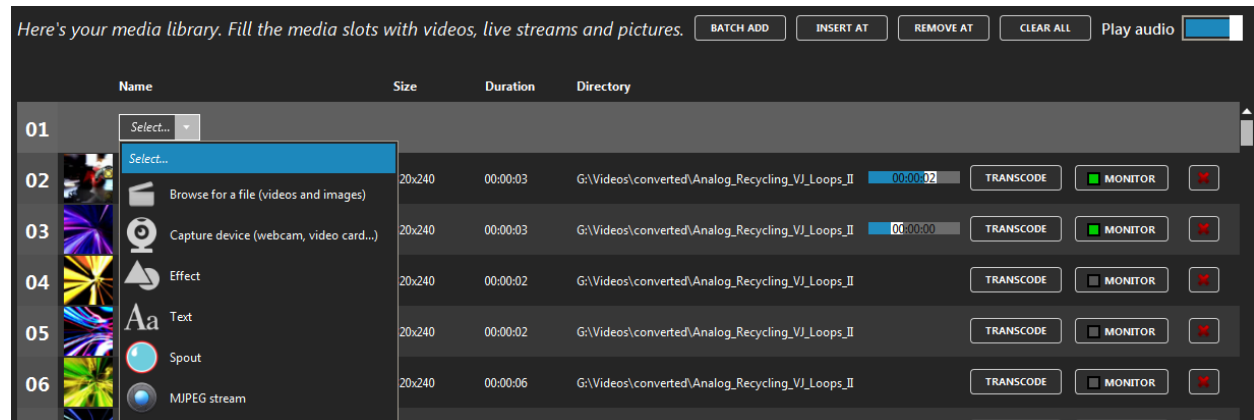 Here's your media library. Fill the media slots with videos, live streams and pictures. BATCH ADD INSERT AT REMOVE AT CLEAR ALL Play audio
Name Size Duration Directory
01 Select...
Select...
02 20x240 00:00:03 G:\Videos\converted\Analog_Recycling_VJ_Loops_II 00:00:02 TRANSCODE MONITOR
Browse for a file (videos and images)
03 Capture device (webcam, video card...) 20x240 00:00:03 G:\Videos\converted\Analog_Recycling_VJ_Loops_II 00:00:00 TRANSCODE MONITOR
04 Effect 20x240 00:00:02 G:\Videos\converted\Analog_Recycling_VJ_Loops_II TRANSCODE MONITOR
Aa Text
05 20x240 00:00:02 G:\Videos\converted\Analog_Recycling_VJ_Loops_II TRANSCODE MONITOR
Spout
06 20x240 00:00:06 G:\Videos\converted\Analog_Recycling_VJ_Loops_II TRANSCODE MONITOR
MJPEG stream